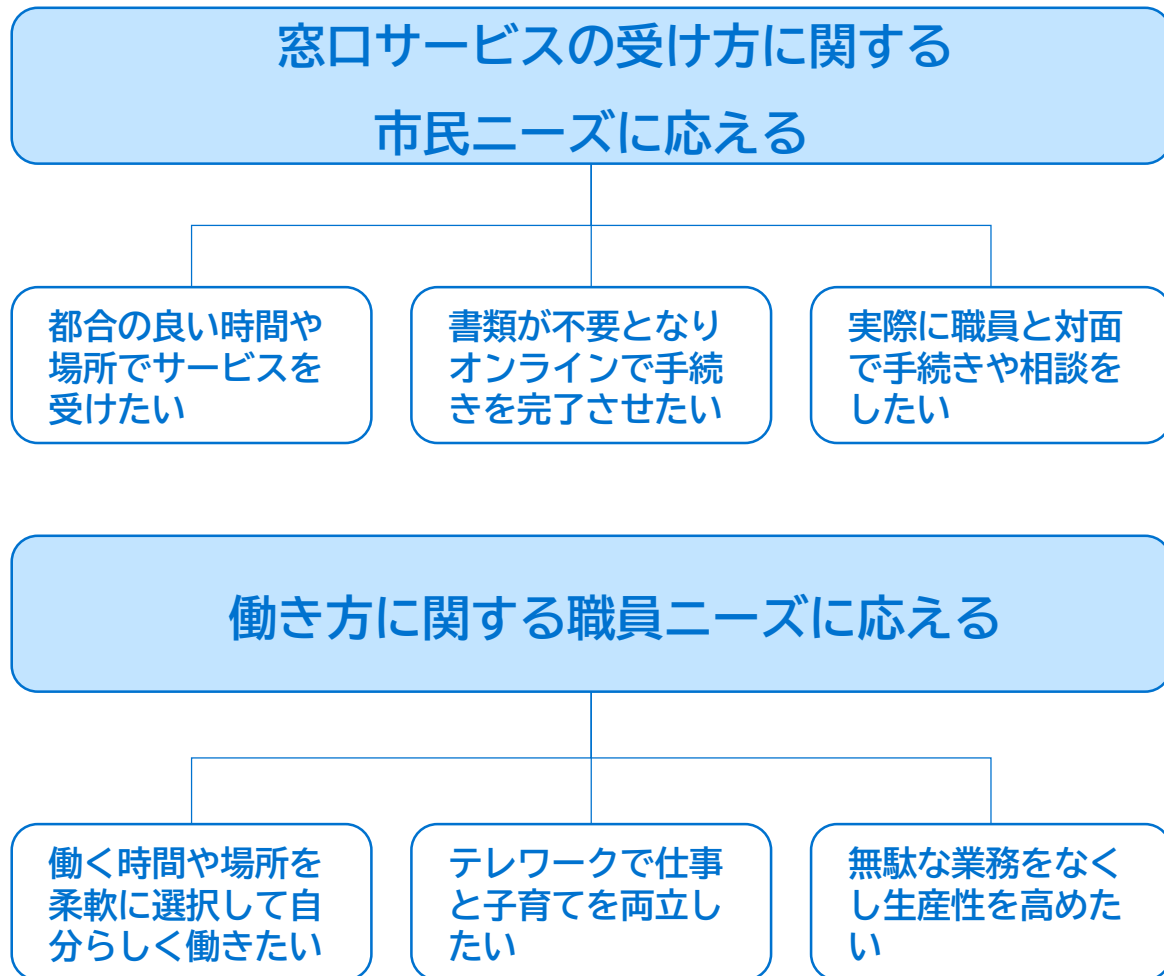 窓口サービスの受け方に関する
市民ニーズに応える
都合の良い時間や
場所でサービスを
受けたい
書類が不要となり
オンラインで手続
きを完了させたい
実際に職員と対面
で手続きや相談を
したい
働き方に関する職員ニーズに応える
働く時間や場所を
柔軟に選択して自
分らしく働きたい
テレワークで仕事
と子育てを両立し
たい
無駄な業務をなく
し生産性を高めた
い